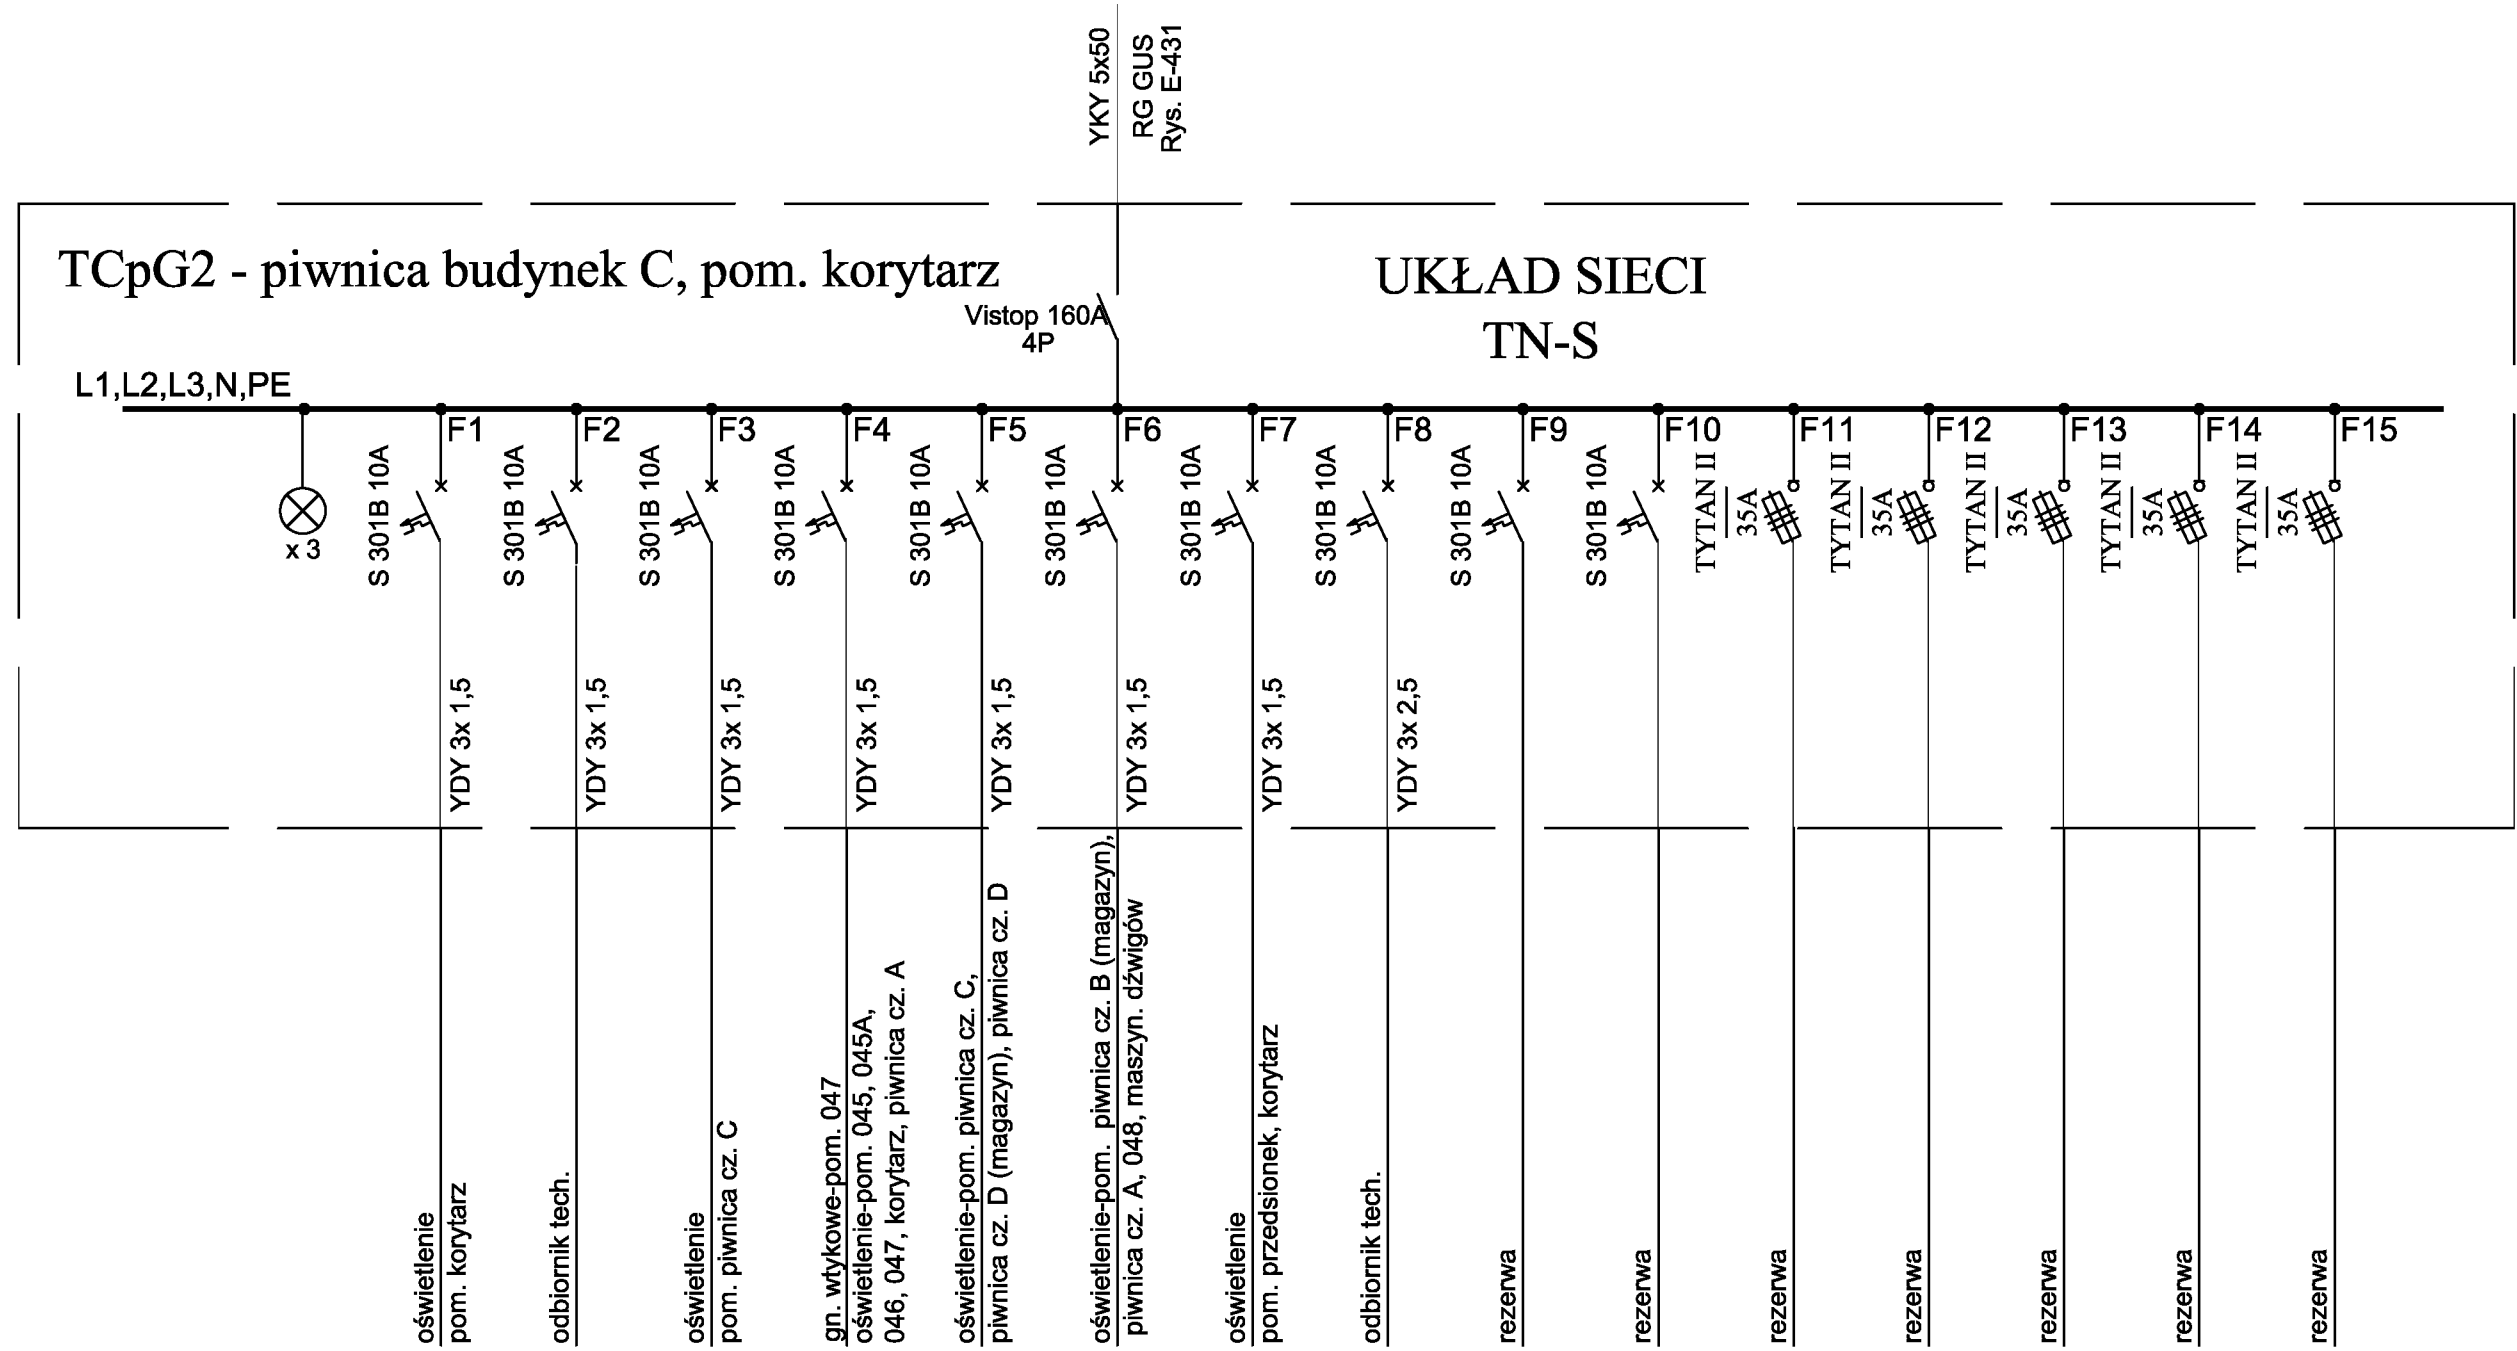 YKY 5x50
RG GUS
Rys. E-431
TCpG2 - piwnica budynek C, pom. korytarz
UKŁAD SIECI
TN-S
Vistop 160A
4P
L1,L2,L3,N,PE
x 3
F1
S 301B 10A
YDY 3x 1,5
oświetlenie
pom. korytarz
F2
S 301B 10A
YDY 3x 1,5
odbiornik tech.
F3
S 301B 10A
YDY 3x 1,5
oświetlenie
pom. piwnica cz. C
F4
S 301B 10A
YDY 3x 1,5
gn. wtykowe-pom. 047
oświetlenie-pom. 045, 045A,
046, 047, korytarz, piwnica cz. A
F5
S 301B 10A
YDY 3x 1,5
oświetlenie-pom. piwnica cz. C,
piwnica cz. D (magazyn), piwnica cz. D
F6
S 301B 10A
YDY 3x 1,5
oświetlenie-pom. piwnica cz. B (magazyn),
piwnica cz. A, 048, maszyn. dźwigów
F7
S 301B 10A
YDY 3x 1,5
oświetlenie
pom. przedsionek, korytarz
F8
S 301B 10A
YDY 3x 2,5
odbiornik tech.
F9
S 301B 10A
rezerwa
F10
S 301B 10A
rezerwa
F11
TYTAN II
35A
rezerwa
F12
TYTAN II
35A
rezerwa
F13
TYTAN II
35A
rezerwa
F14
TYTAN II
35A
rezerwa
F15
TYTAN II
35A
rezerwa